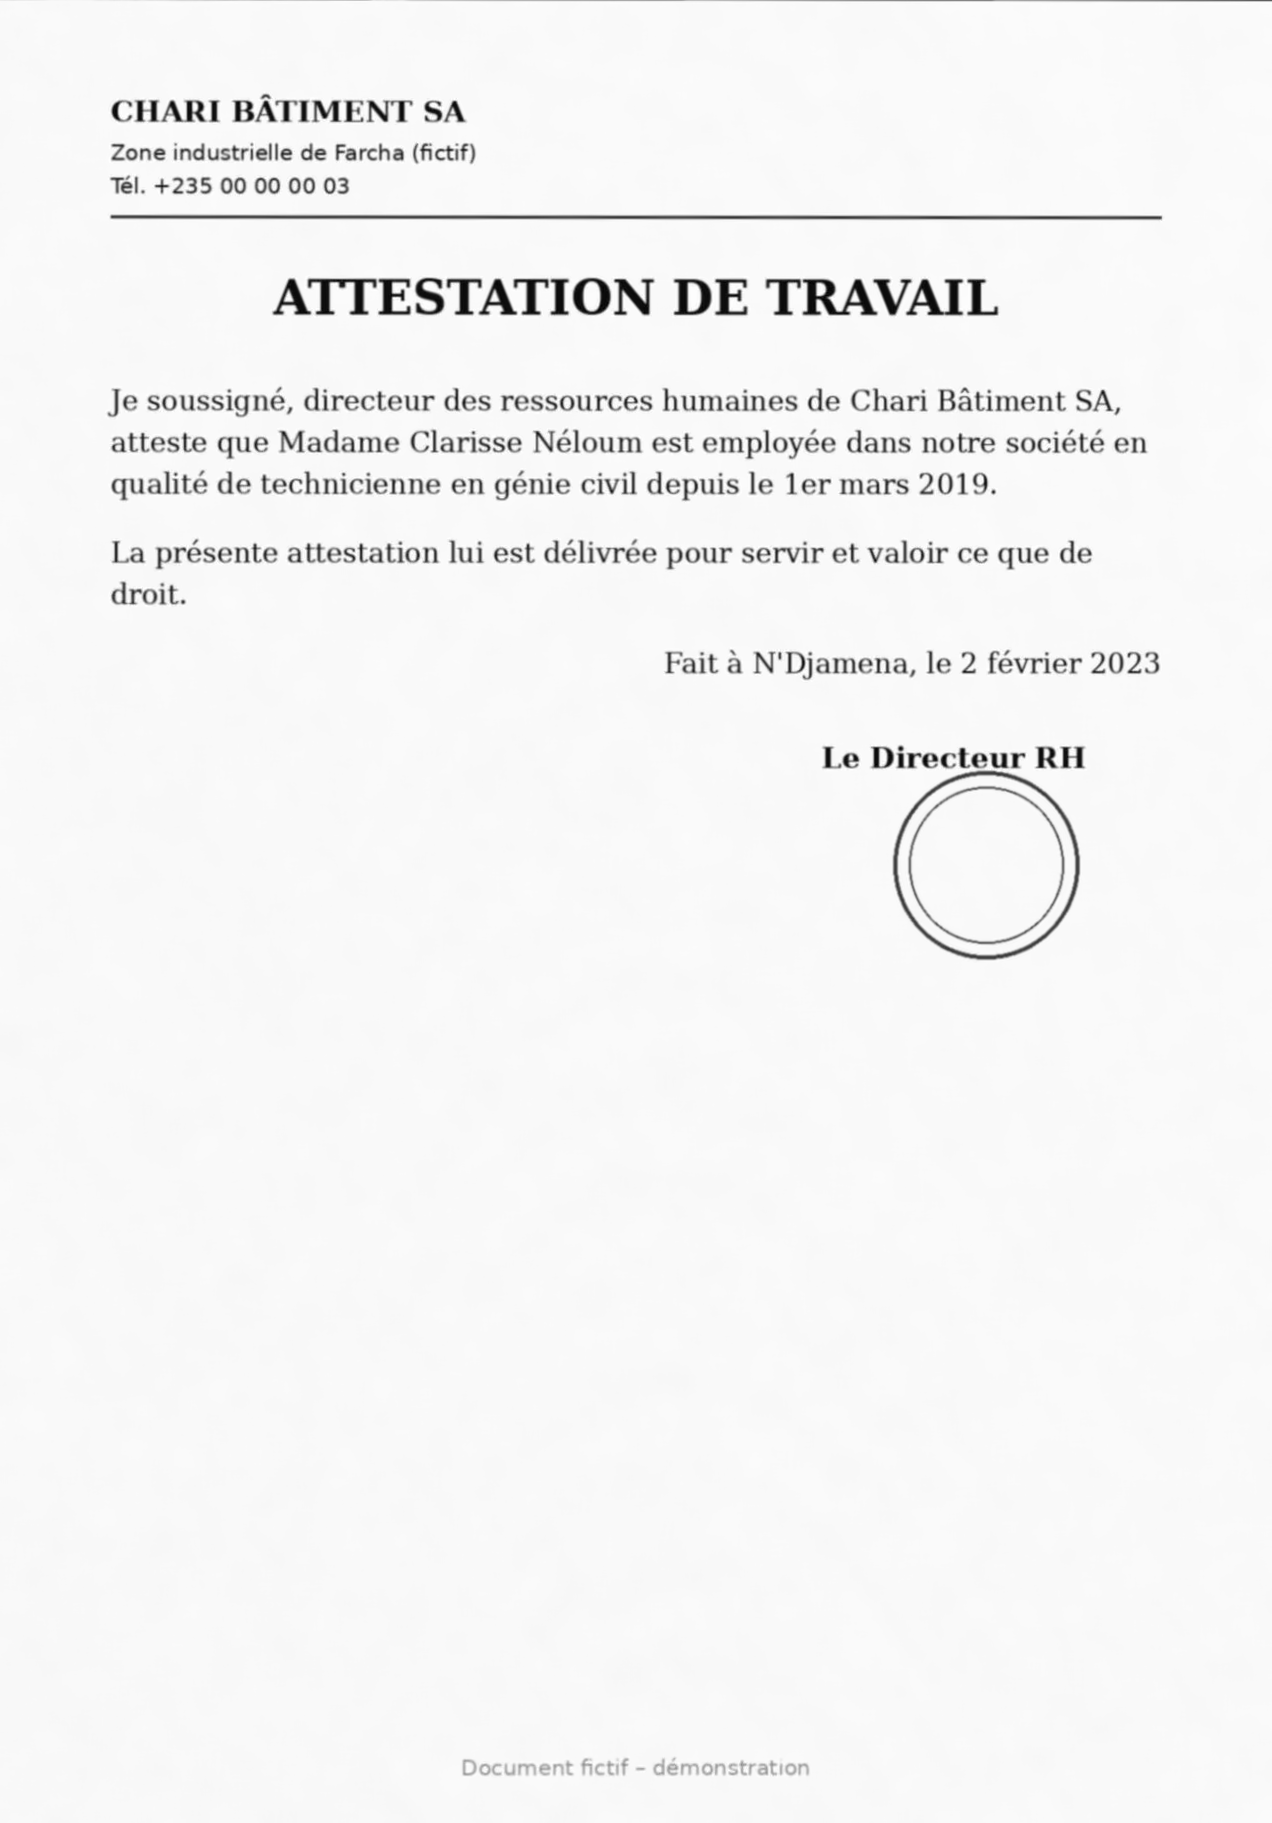 CHARI BÂTIMENT SA
Zone industrielle de Farcha (fictif)
Tél. +235 00 00 00 03
ATTESTATION DE TRAVAIL
Je soussigné, directeur des ressources humaines de Chari Bâtiment SA,
atteste que Madame Clarisse Néloum est employée dans notre société en
qualité de technicienne en génie civil depuis le 1er mars 2019.
La présente attestation lui est délivrée pour servir et valoir ce que de
droit.
Fait à N'Djamena, le 2 février 2023
Le Directeur RH
Document fictif – démonstration